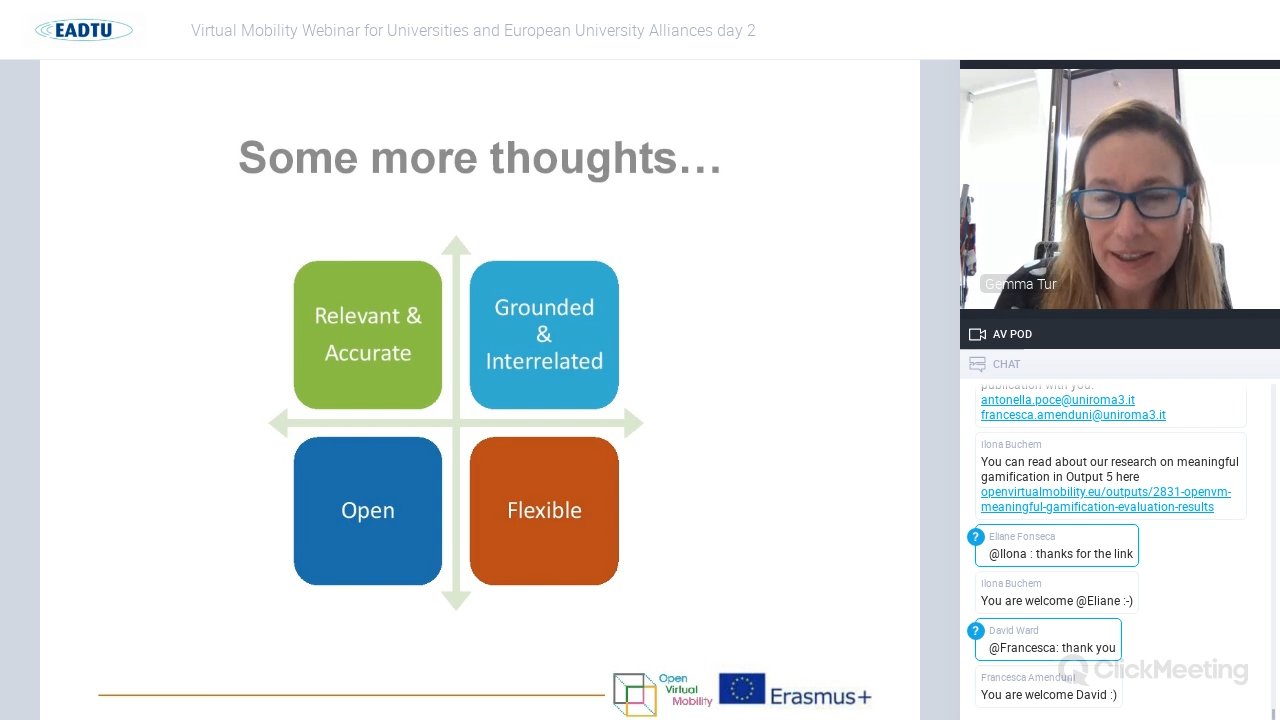 EADTU
Virtual Mobility Webinar for Universities and European University Alliances day 2
Some more thoughts...
Relevant &
Accurate
Grounded
&
Interrelated
Open
Flexible
Open
Virtual
Mobility
Erasmus+
Gemma Tur
AV POD
CHAT
publication with you:
antonella.poce@uniroma3.it
francesca.amenduni@uniroma3.it
Ilona Buchem
You can read about our research on meaningful
gamification in Output 5 here
openvirtualmobility.eu/outputs/2831-openvm-
meaningful-gamification-evaluation-results
?
Eliane Fonseca
@Ilona : thanks for the link
Ilona Buchem
You are welcome @Eliane :-)
?
David Ward
@Francesca: thank you
ClickMeeting
Francesca Amenduni
You are welcome David :)